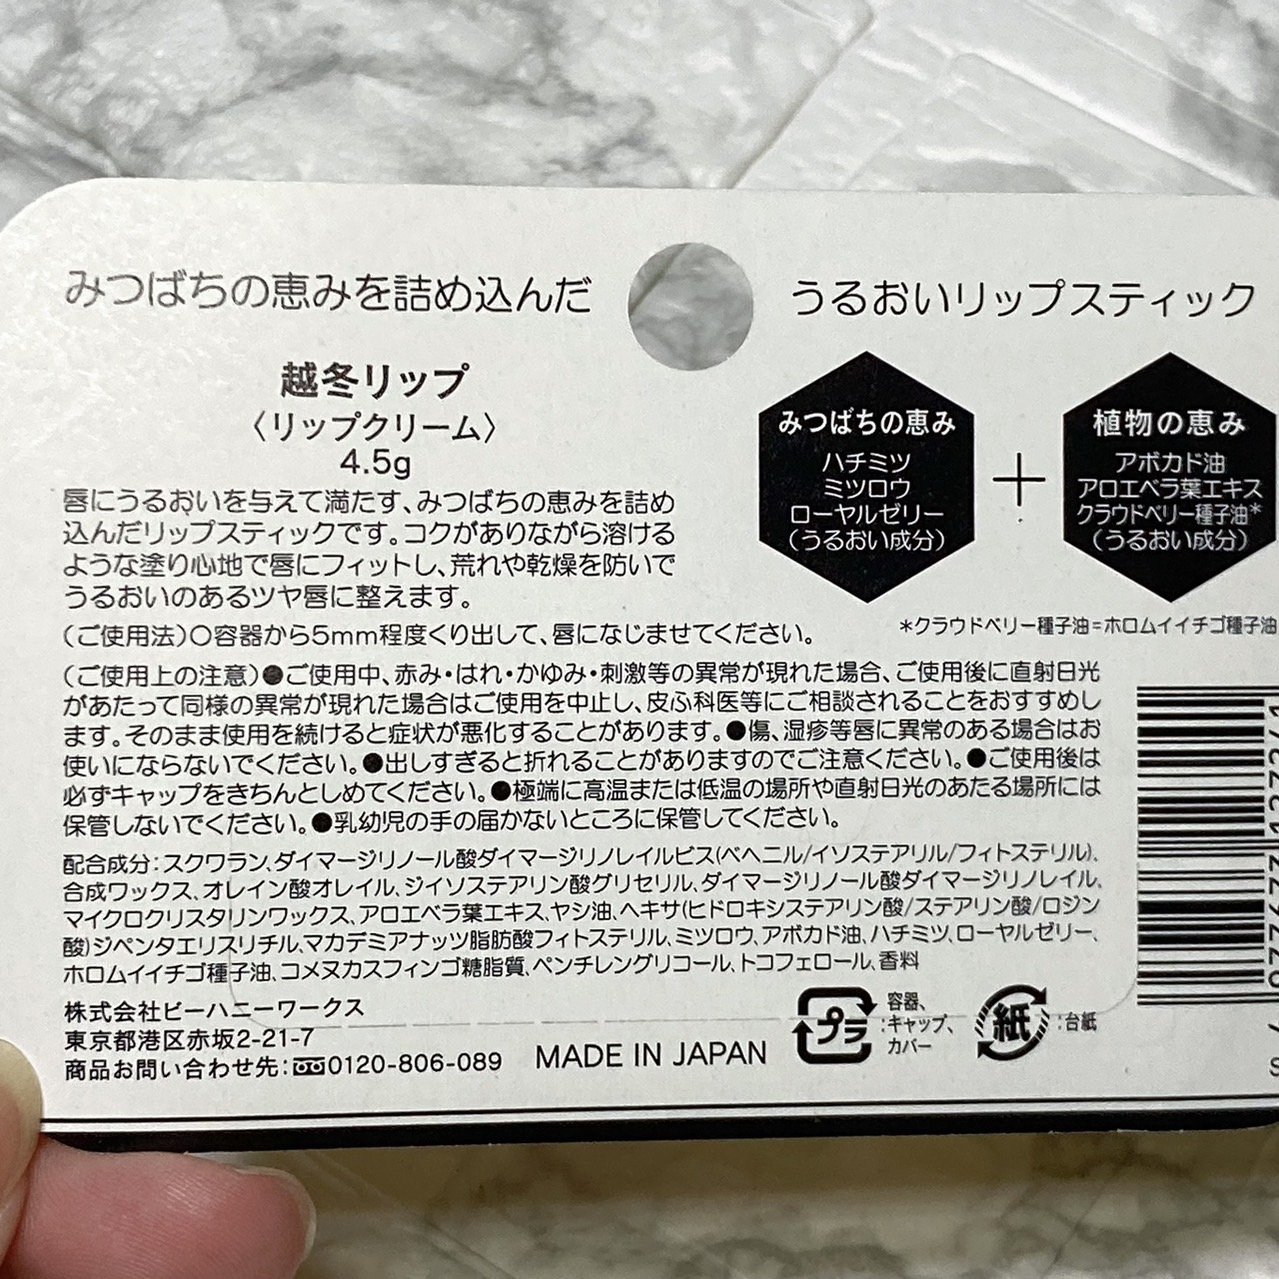 みつばちの恵みを詰め込んだ
うるおいリップスティック
越冬リップ
〈リップクリーム〉
4.5g
唇にうるおいを与えて満たす、みつばちの恵みを詰め
込んだリップスティックです。コクがありながら溶ける
ような塗り心地で唇にフィットし、荒れや乾燥を防いで
うるおいのあるツヤ唇に整えます。
みつばちの恵み
ハチミツ
ミツロウ
ローヤルゼリー
(うるおい成分)
＋
植物の恵み
アボカド油
アロエベラ葉エキス
クラウドベリー種子油*
(うるおい成分)
*クラウドベリー種子油=ホロムイイチゴ種子油
(ご使用法)○容器から5mm程度くり出して、唇になじませてください。
(ご使用上の注意)●ご使用中、赤み・はれ・かゆみ・刺激等の異常が現れた場合、ご使用後に直射日光
があたって同様の異常が現れた場合はご使用を中止し、皮ふ科医等にご相談されることをおすすめし
ます。そのまま使用を続けると症状が悪化することがあります。●傷、湿疹等唇に異常のある場合はお
使いにならないでください。●出しすぎると折れることがありますのでご注意ください。●ご使用後は
必ずキャップをきちんとしめてください。●極端に高温または低温の場所や直射日光のあたる場所には
保管しないでください。●乳幼児の手の届かないところに保管してください。
配合成分:スクワラン、ダイマージリノール酸ダイマージリノレイルビス(ベヘニル/イソステアリル/フィトステリル)、
合成ワックス、オレイン酸オレイル、ジイソステアリン酸グリセリル、ダイマージリノール酸ダイマージリノレイル、
マイクロクリスタリンワックス、アロエベラ葉エキス、ヤシ油、ヘキサ(ヒドロキシステアリン酸/ステアリン酸/ロジン
酸)ジペンタエリスリチル、マカデミアナッツ脂肪酸フィトステリル、ミツロウ、アボカド油、ハチミツ、ローヤルゼリー、
ホロムイイチゴ種子油、コメヌカスフィンゴ糖脂質、ペンチレングリコール、トコフェロール、香料
株式会社ビーハニーワークス
東京都港区赤坂2-21-7
商品お問い合わせ先:0120-806-089
MADE IN JAPAN
プラ
容器、
:キャップ、
カバー
紙
:台紙